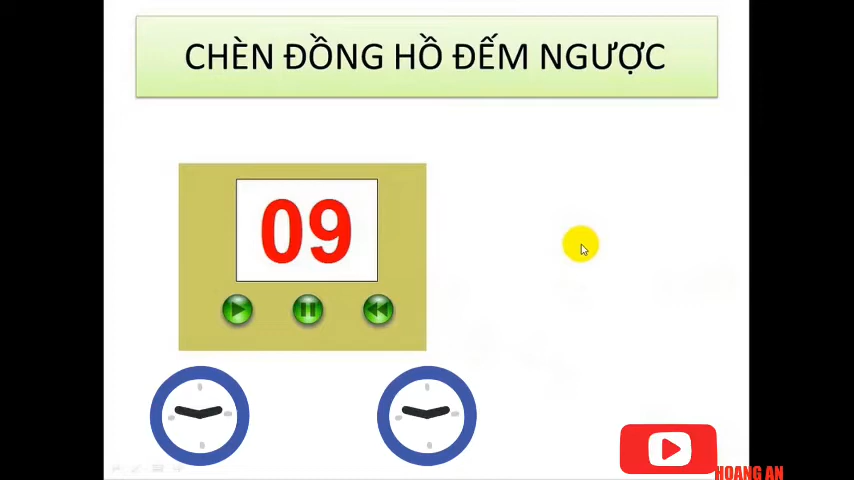 CHÈN ĐỒNG HỒ ĐẾM NGƯỢC
09
HOANG AN